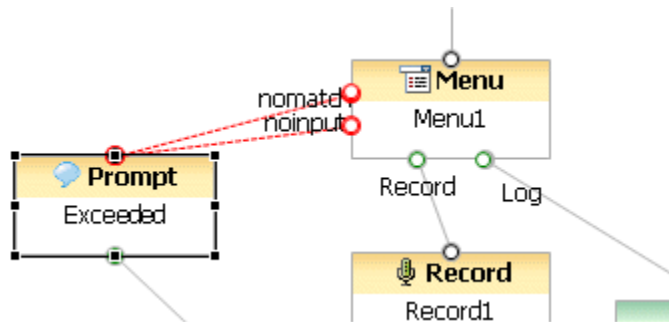 Menu
nomatch
Menu1
noinput
Prompt
Exceeded
Record
Log
Record
Record1